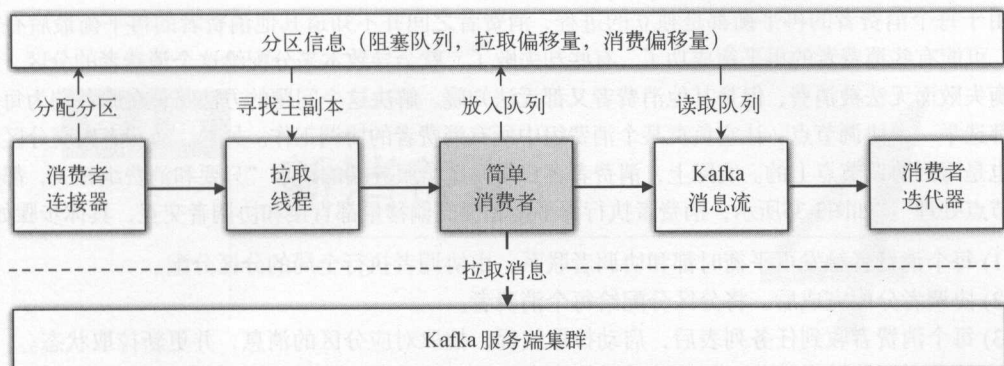 分区信息（阻塞队列，拉取偏移量，消费偏移量）
分配分区
寻找主副本
放入队列
读取队列
消费者
连接器
拉取
线程
简单
消费者
Kafka
消息流
消费者
迭代器
拉取消息
Kafka服务端集群